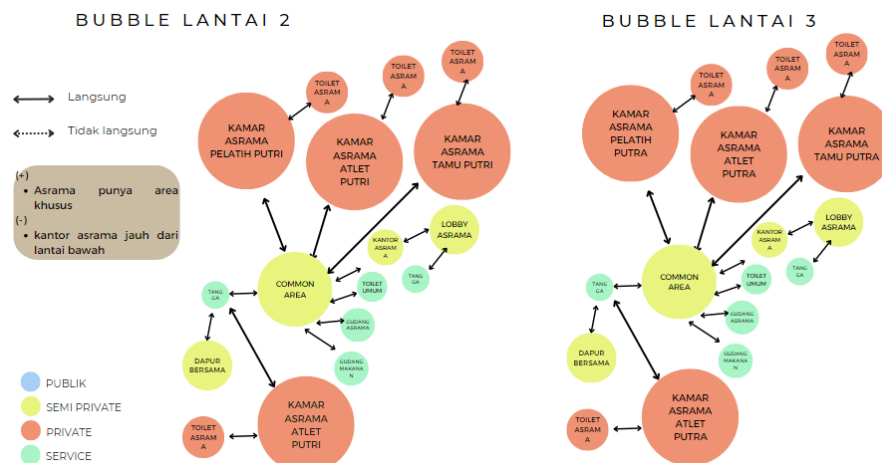 BUBBLE LANTAI 2
BUBBLE LANTAI 3
Langsung
Tidak langsung
(+)
• Asrama punya area
khusus
(-)
• kantor asrama jauh dari
lantai bawah
PUBLIK
SEMI PRIVATE
PRIVATE
SERVICE
TOILET
ASRAM
A
TOILET
ASRAM
A
TOILET
ASRAM
A
KAMAR
ASRAMA
PELATIH PUTRI
KAMAR
ASRAMA
ATLET
PUTRI
KAMAR
ASRAMA
TAMU PUTRI
LOBBY
ASRAMA
KANTOR
ASRAM
A
TANG
GA
COMMON
AREA
TOILET
UMUM
TANG
GA
GUDANG
ASRAMA
GUDANG
MAKANA
N
DAPUR
BERSAMA
KAMAR
ASRAMA
ATLET
PUTRI
TOILET
ASRAM
A
TOILET
ASRAM
A
TOILET
ASRAM
A
TOILET
ASRAM
A
KAMAR
ASRAMA
PELATIH
PUTRA
KAMAR
ASRAMA
ATLET
PUTRA
KAMAR
ASRAMA
TAMU PUTRA
LOBBY
ASRAMA
KANTOR
ASRAM
A
TANG
GA
COMMON
AREA
TOILET
UMUM
TANG
GA
GUDANG
ASRAMA
GUDANG
MAKANA
N
DAPUR
BERSAMA
KAMAR
ASRAMA
ATLET
PUTRA
TOILET
ASRAM
A